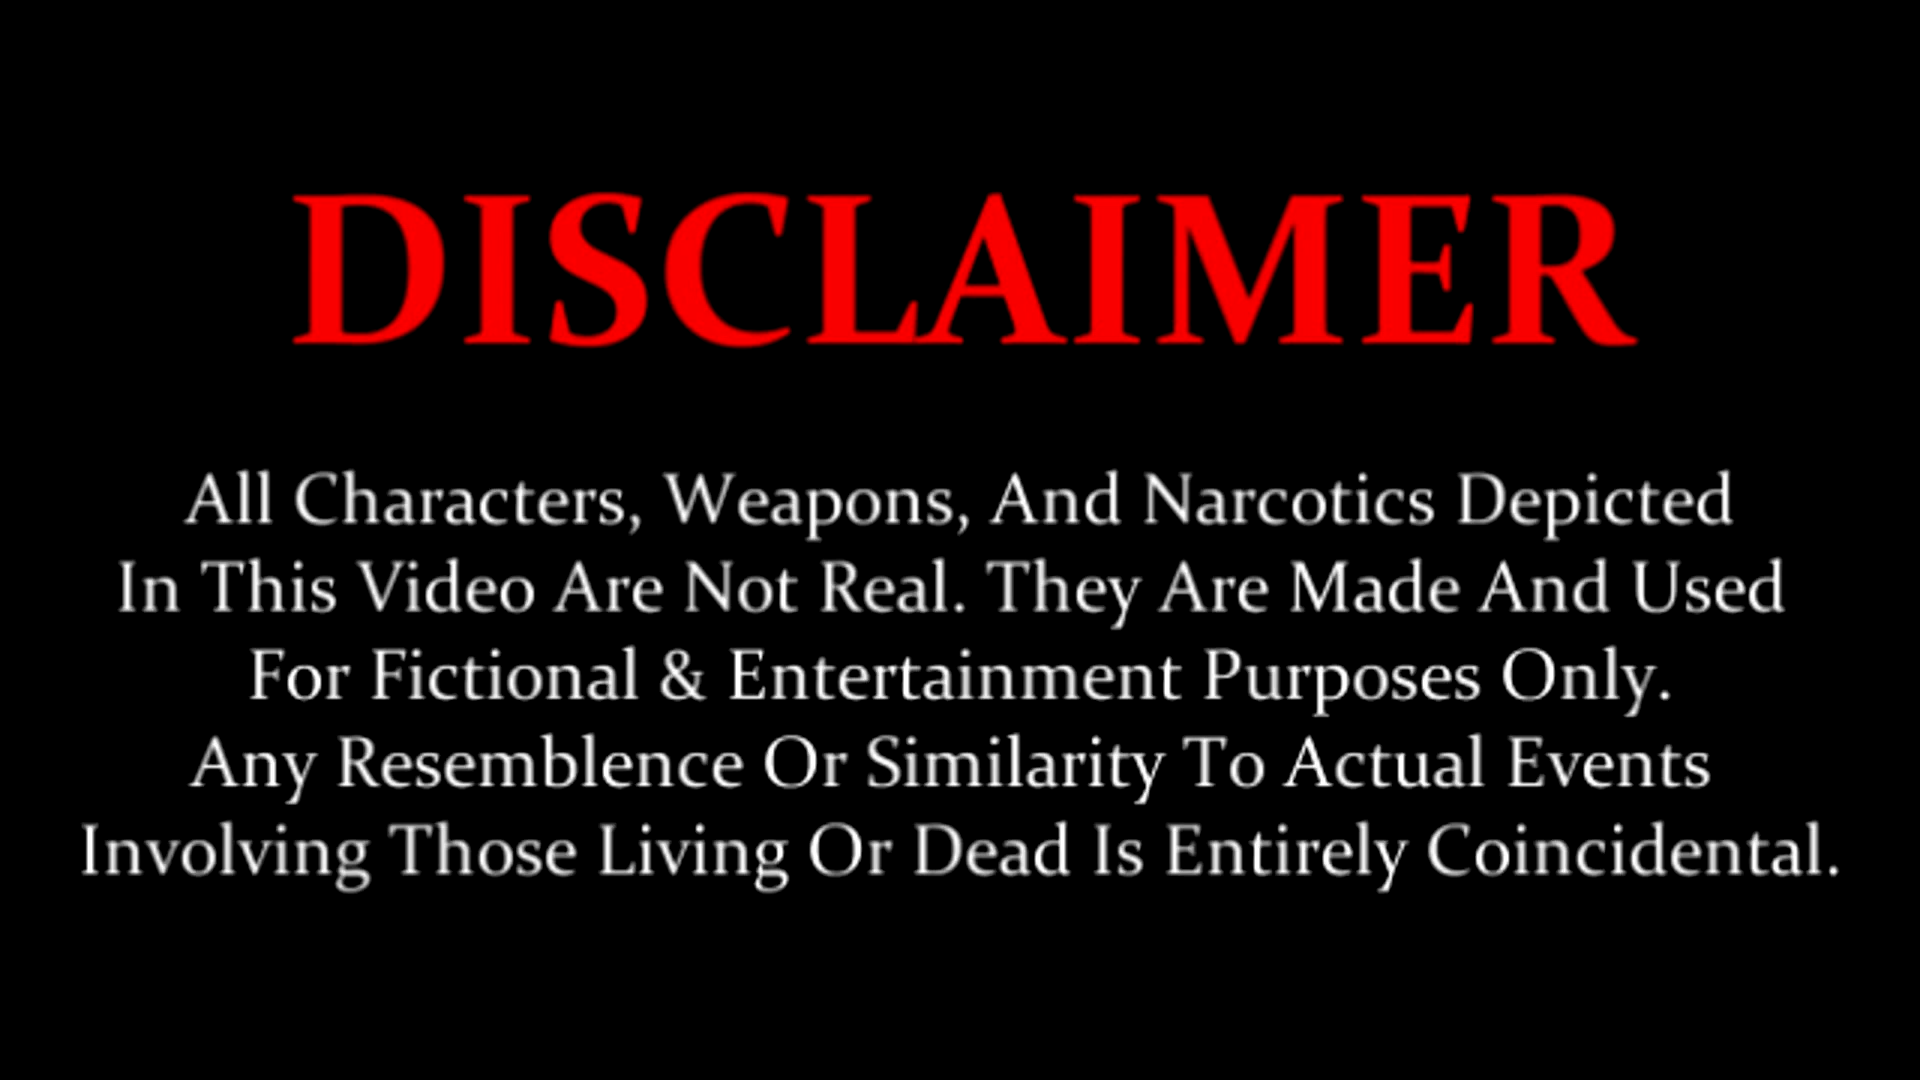 DISCLAIMER
All Characters, Weapons, And Narcotics Depicted
In This Video Are Not Real. They Are Made And Used
For Fictional & Entertainment Purposes Only.
Any Resemblence Or Similarity To Actual Events
Involving Those Living Or Dead Is Entirely Coincidental.